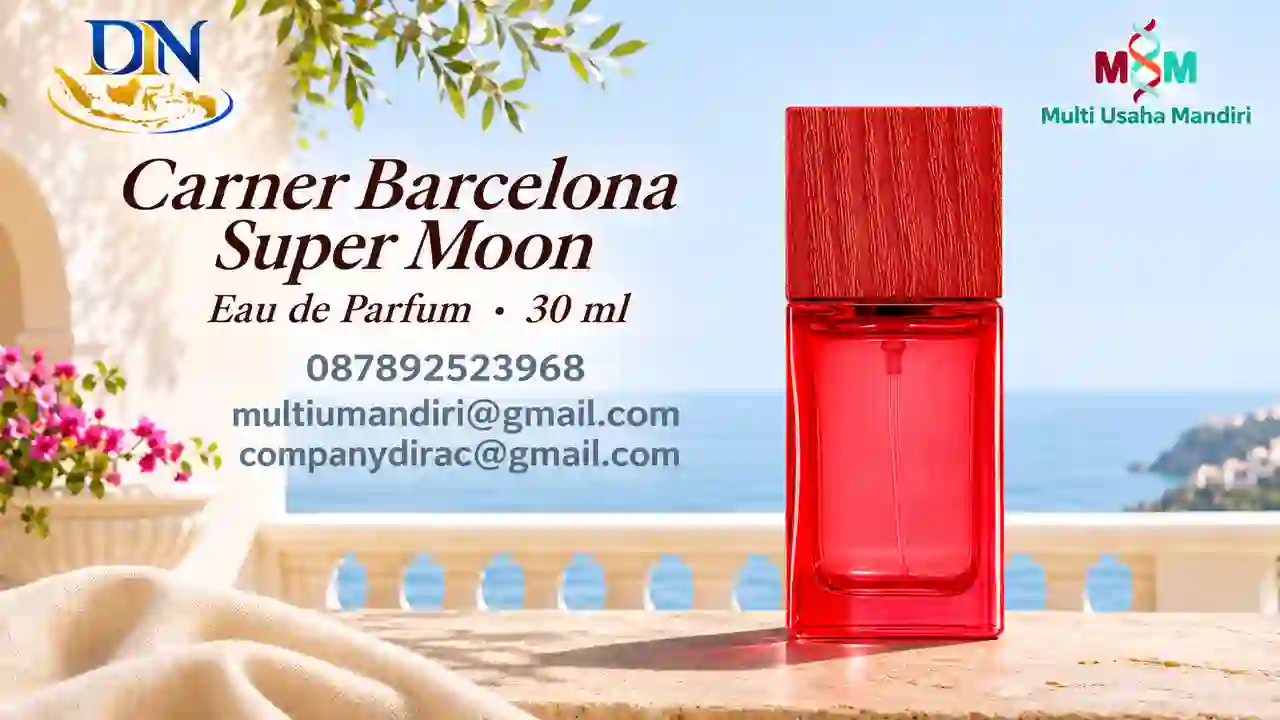 DN
MSM
Multi Usaha Mandiri
Carner Barcelona
Super Moon
Eau de Parfum • 30 ml
087892523968
multiumandiri@gmail.com
companydirac@gmail.com